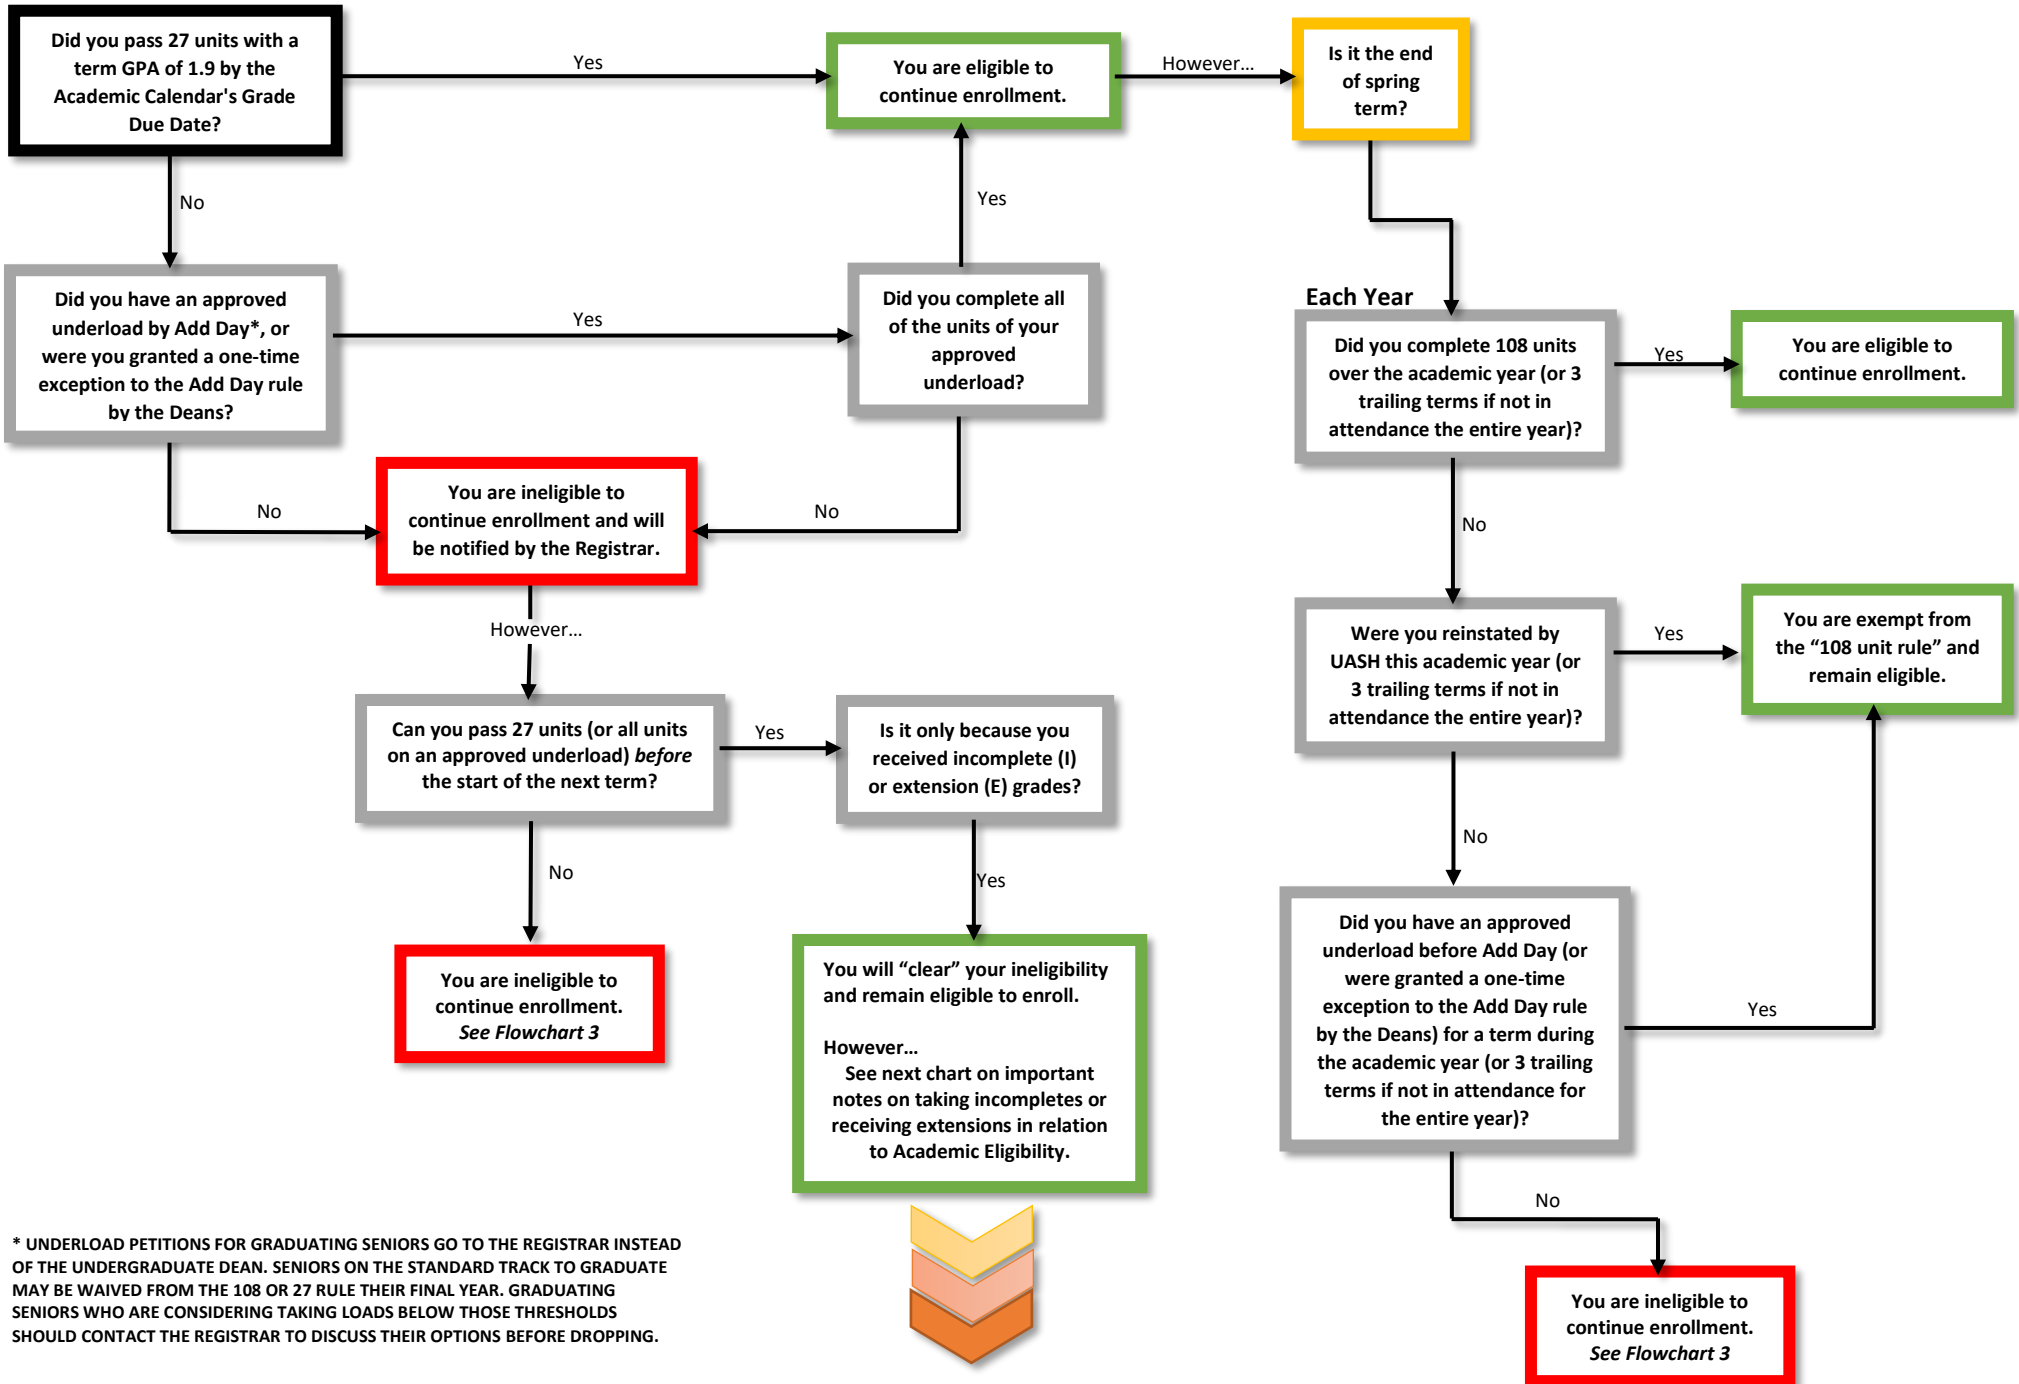 Did you pass 27 units with a
term GPA of 1.9 by the
Academic Calendar's Grade
Due Date?
Yes
You are eligible to
continue enrollment.
However...
Is it the end
of spring
term?
No
Yes
Did you have an approved
underload by Add Day*, or
were you granted a one-time
exception to the Add Day rule
by the Deans?
Yes
Did you complete all
of the units of your
approved
underload?
Each Year
Did you complete 108 units
over the academic year (or 3
trailing terms if not in
attendance the entire year)?
Yes
You are eligible to
continue enrollment.
No
You are ineligible to
continue enrollment and will
be notified by the Registrar.
No
No
However...
Were you reinstated by
UASH this academic year (or
3 trailing terms if not in
attendance the entire year)?
Yes
You are exempt from
the “108 unit rule” and
remain eligible.
Can you pass 27 units (or all units
on an approved underload) before
the start of the next term?
Yes
Is it only because you
received incomplete (I)
or extension (E) grades?
No
No
Yes
Did you have an approved
underload before Add Day (or
were granted a one-time
exception to the Add Day rule
by the Deans) for a term during
the academic year (or 3 trailing
terms if not in attendance for
the entire year)?
Yes
You are ineligible to
continue enrollment.
See Flowchart 3
You will “clear” your ineligibility
and remain eligible to enroll.
However...
See next chart on important
notes on taking incompletes or
receiving extensions in relation
to Academic Eligibility.
No
* UNDERLOAD PETITIONS FOR GRADUATING SENIORS GO TO THE REGISTRAR INSTEAD
OF THE UNDERGRADUATE DEAN. SENIORS ON THE STANDARD TRACK TO GRADUATE
MAY BE WAIVED FROM THE 108 OR 27 RULE THEIR FINAL YEAR. GRADUATING
SENIORS WHO ARE CONSIDERING TAKING LOADS BELOW THOSE THRESHOLDS
SHOULD CONTACT THE REGISTRAR TO DISCUSS THEIR OPTIONS BEFORE DROPPING.
You are ineligible to
continue enrollment.
See Flowchart 3